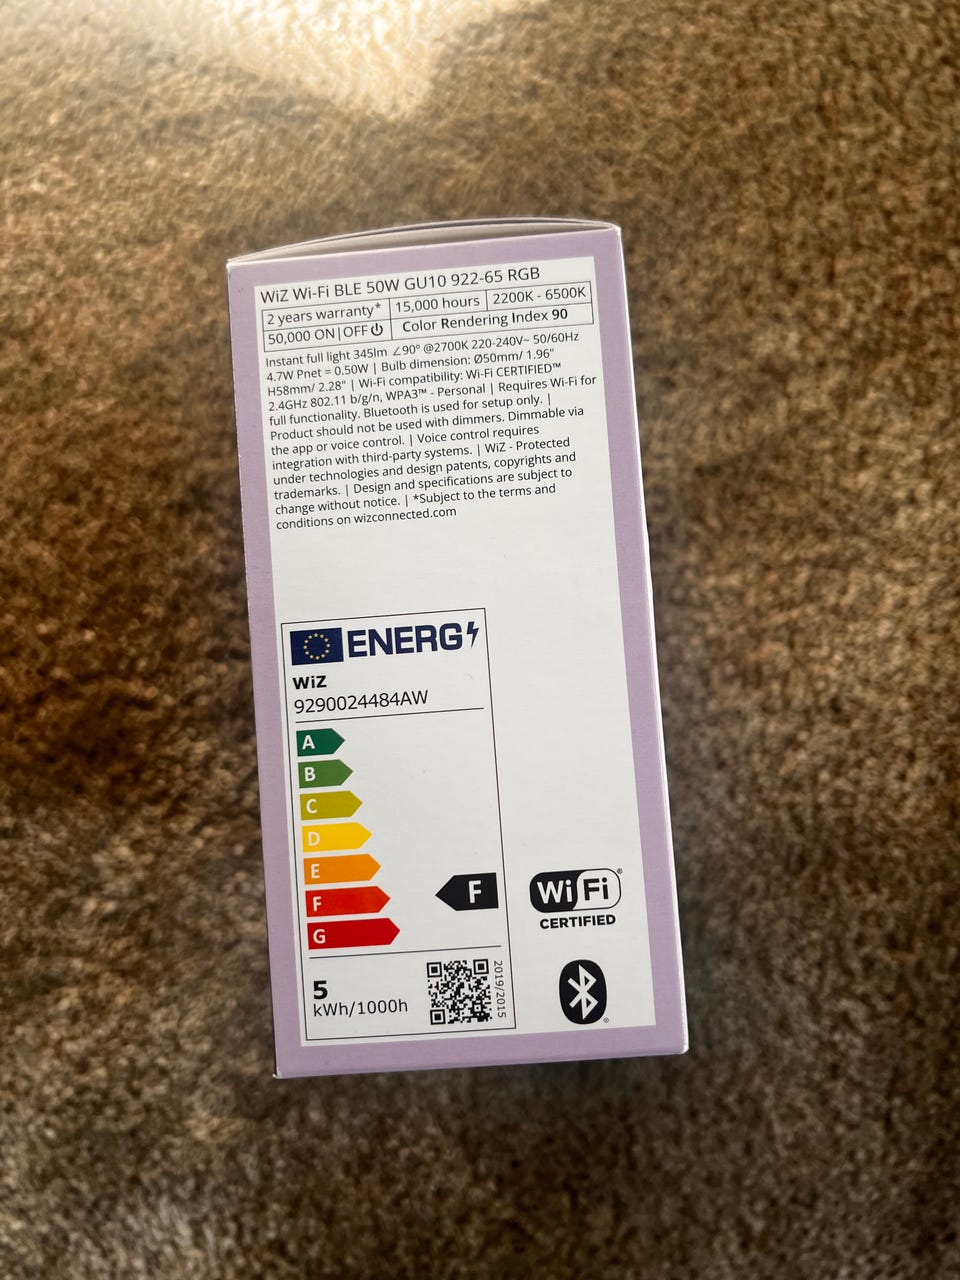 WiZ Wi-Fi BLE 50W GU10 922-65 RGB
2 years warranty* 15,000 hours 2200K - 6500K
50,000 ON|OFF Color Rendering Index 90
Instant full light 345lm ∠90° @2700K 220-240V~ 50/60Hz
4.7W Pnet = 0.50W | Bulb dimension: Ø50mm/ 1.96"
H58mm/ 2.28" | Wi-Fi compatibility: Wi-Fi CERTIFIED™
2.4GHz 802.11 b/g/n, WPA3™ - Personal | Requires Wi-Fi for
full functionality. Bluetooth is used for setup only. |
Product should not be used with dimmers. Dimmable via
the app or voice control. | Voice control requires
integration with third-party systems. | WiZ - Protected
under technologies and design patents, copyrights and
trademarks. | Design and specifications are subject to
change without notice. | *Subject to the terms and
conditions on wizconnected.com
ENERG
WiZ
9290024484AW
A
B
C
D
E
F
F
G
5
kWh/1000h
2019/2015
Wi Fi®
CERTIFIED
®